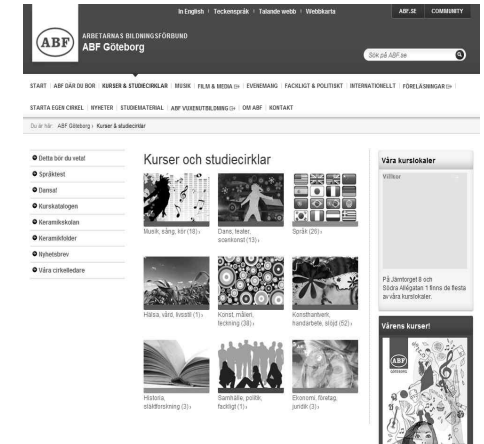 In English Teckenspråk Talande webb Webbkarta
ABF.SE COMMUNITY
ABF
ARBETARNAS BILDNINGSFÖRBUND
ABF Göteborg
Sök på ABF.se
START ABF DÄR DU BOR KURSER & STUDIECIRKLAR MUSIK FILM & MEDIA EVENEMANG FACKLIGT & POLITISKT INTERNATIONELLT FÖRELÄSNINGAR
STARTA EGEN CIRKEL NYHETER STUDIEMATERIAL ABF VUXENUTBILDNING OM ABF KONTAKT
Du är här: ABF Göteborg › Kurser & studiecirklar
Detta bör du veta!
Språktest
Dansa!
Kurskatalogen
Keramikskolan
Keramikfolder
Nyhetsbrev
Våra cirkelledare
Kurser och studiecirklar
Musik, sång, kör (18) ›
Dans, teater,
scenkonst (13) ›
Språk (26) ›
Hälsa, vård, livsstil (1) ›
Konst, måleri,
teckning (38) ›
Konsthantverk,
handarbete, slöjd (52) ›
Historia,
släktforskning (3) ›
Samhälle, politik,
fackligt (1) ›
Ekonomi, företag,
juridik (3) ›
Våra kurslokaler
Villkor
På Järntorget 8 och
Södra Allégatan 1 finns de flesta
av våra kurslokaler.
Vårens kurser!
ABF
GÖTEBORG